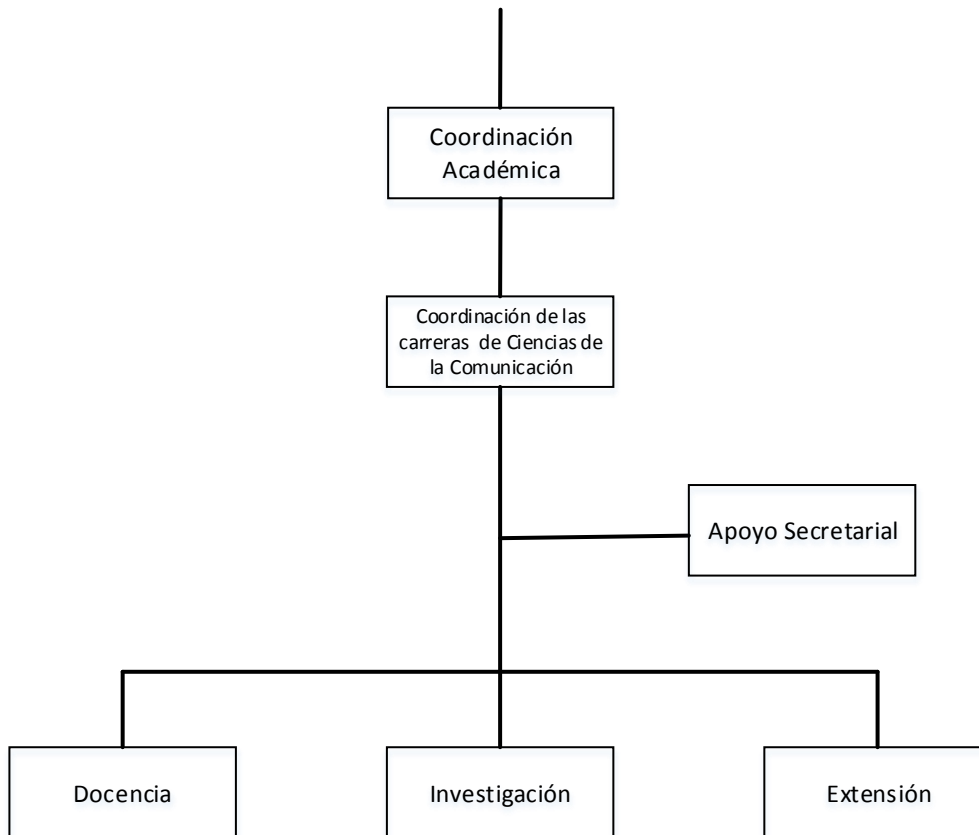 Coordinación
Académica
Coordinación de las
carreras de Ciencias de
la Comunicación
Apoyo Secretarial
Docencia
Investigación
Extensión